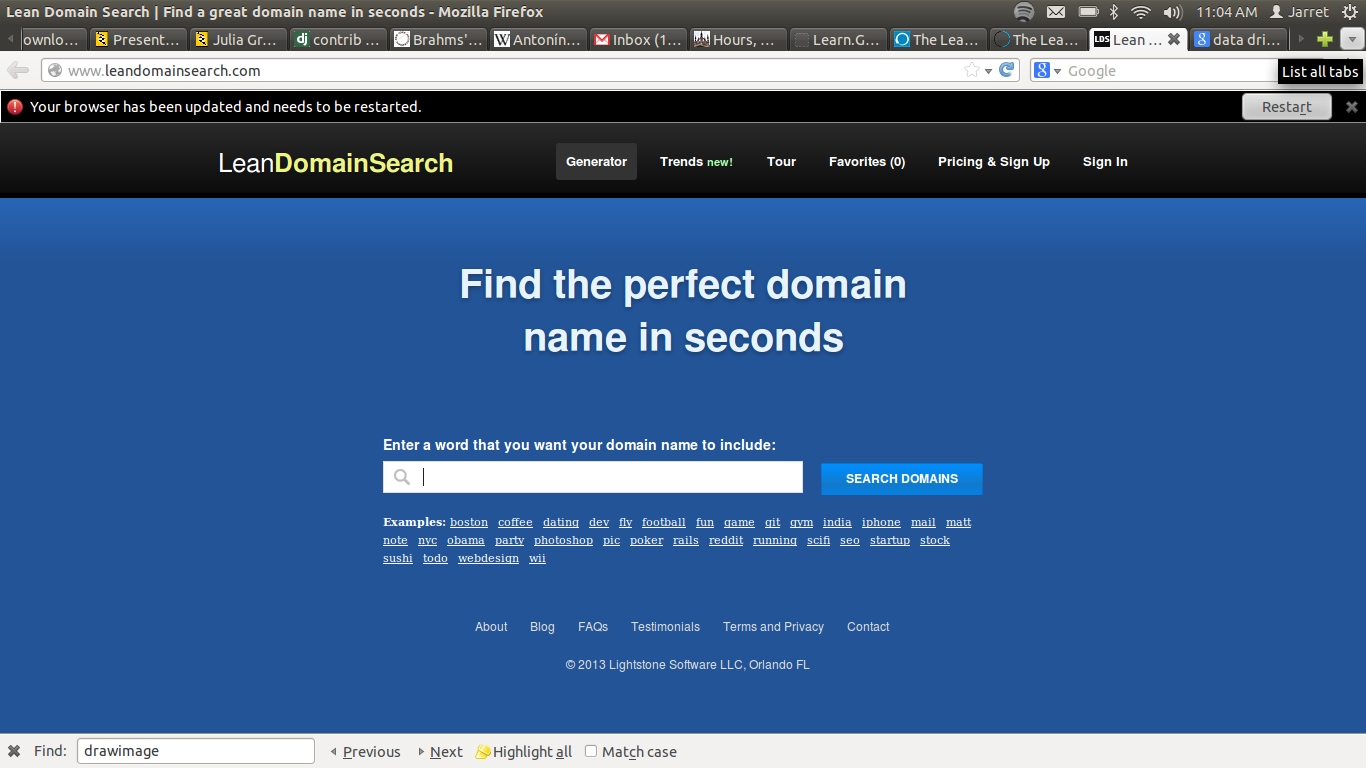 Lean Domain Search | Find a great domain name in seconds - Mozilla Firefox
11:04 AM Jarret
ownlo... Present... Julia Gr... contrib ... Brahms'... Antonín... Inbox (1... Hours, ... Learn.G... The Lea... The Lea... LDS Lean ... data dri...
www.leandomainsearch.com Google
List all tabs
Your browser has been updated and needs to be restarted. Restart
LeanDomainSearch Generator Trends new! Tour Favorites (0) Pricing & Sign Up Sign In
Find the perfect domain
name in seconds
Enter a word that you want your domain name to include:
SEARCH DOMAINS
Examples: boston coffee dating dev fly football fun game git gym india iphone mail matt
note nyc obama party photoshop pic poker rails reddit running scifi seo startup stock
sushi todo webdesign wii
About Blog FAQs Testimonials Terms and Privacy Contact
© 2013 Lightstone Software LLC, Orlando FL
Find: drawimage Previous Next Highlight all Match case